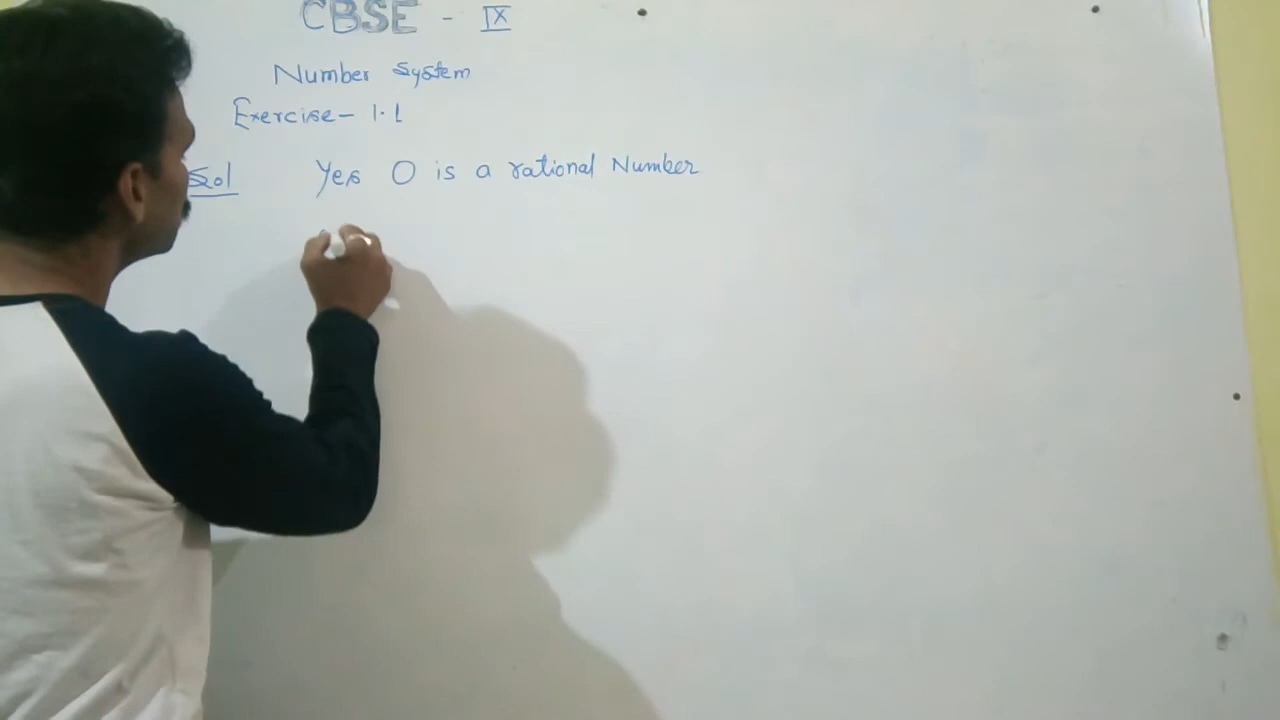 CBSE - IX
Number System
Exercise - 1.1
Sol Yes 0 is a rational Number